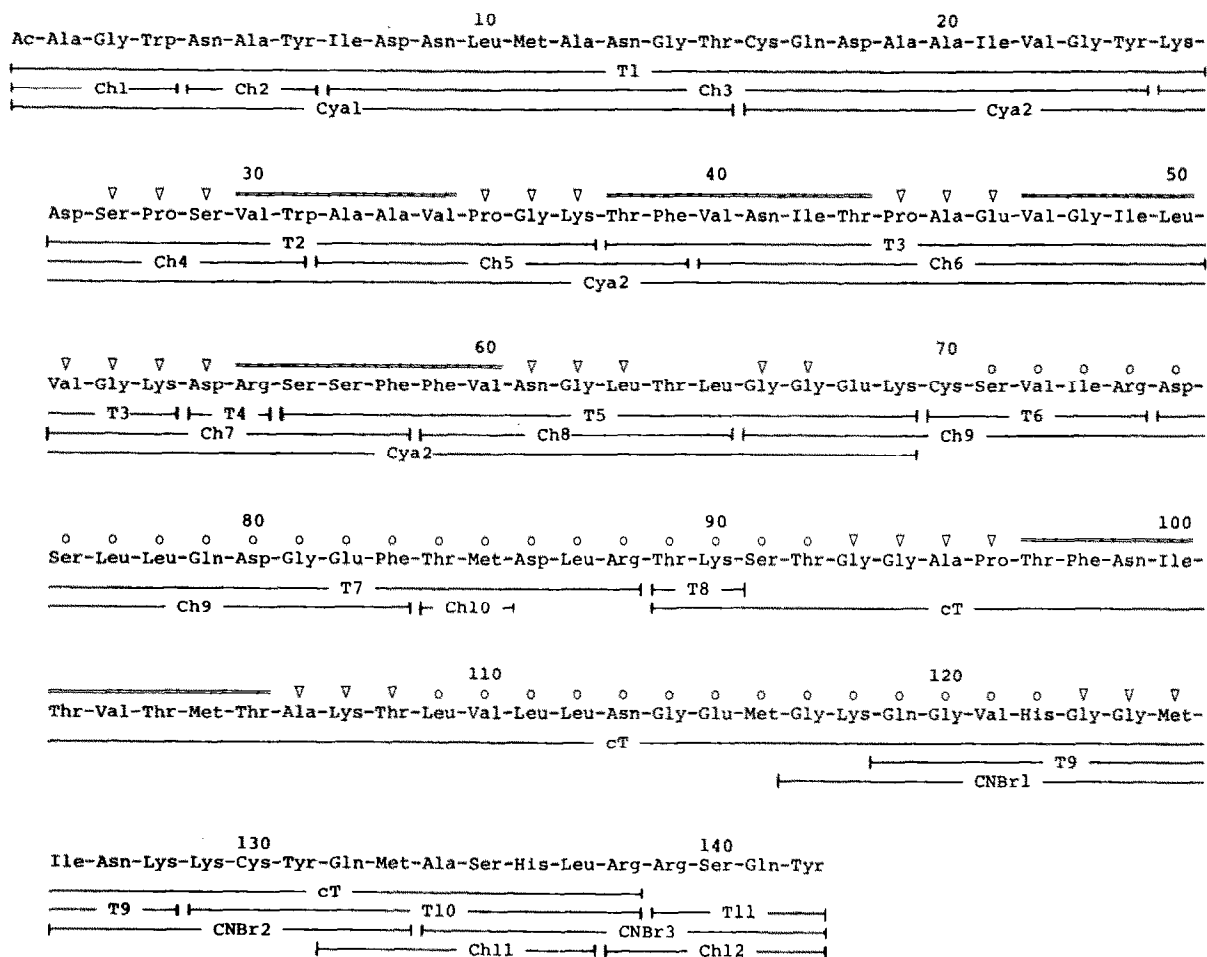 10 20
Ac-Ala-Gly-Trp-Asn-Ala-Tyr-Ile-Asp-Asn-Leu-Met-Ala-Asn-Gly-Thr-Cys-Gln-Asp-Ala-Ala-Ile-Val-Gly-Tyr-Lys-
T1
Ch1 Ch2 Ch3
Cya1 Cya2
30 40 50
Asp-Ser-Pro-Ser-Val-Trp-Ala-Ala-Val-Pro-Gly-Lys-Thr-Phe-Val-Asn-Ile-Thr-Pro-Ala-Glu-Val-Gly-Ile-Leu-
T2 T3
Ch4 Ch5 Ch6
Cya2
60 70
Val-Gly-Lys-Asp-Arg-Ser-Ser-Phe-Phe-Val-Asn-Gly-Leu-Thr-Leu-Gly-Gly-Glu-Lys-Cys-Ser-Val-Ile-Arg-Asp-
T3 T4 T5 T6
Ch7 Ch8 Ch9
Cya2
80 90 100
Ser-Leu-Leu-Gln-Asp-Gly-Glu-Phe-Thr-Met-Asp-Leu-Arg-Thr-Lys-Ser-Thr-Gly-Gly-Ala-Pro-Thr-Phe-Asn-Ile-
T7 T8
Ch9 Ch10 cT
110 120
Thr-Val-Thr-Met-Thr-Ala-Lys-Thr-Leu-Val-Leu-Leu-Asn-Gly-Glu-Met-Gly-Lys-Gln-Gly-Val-His-Gly-Gly-Met-
cT
T9
CNBr1
130 140
Ile-Asn-Lys-Lys-Cys-Tyr-Gln-Met-Ala-Ser-His-Leu-Arg-Arg-Ser-Gln-Tyr
cT
T9 T10 T11
CNBr2 CNBr3
Ch11 Ch12